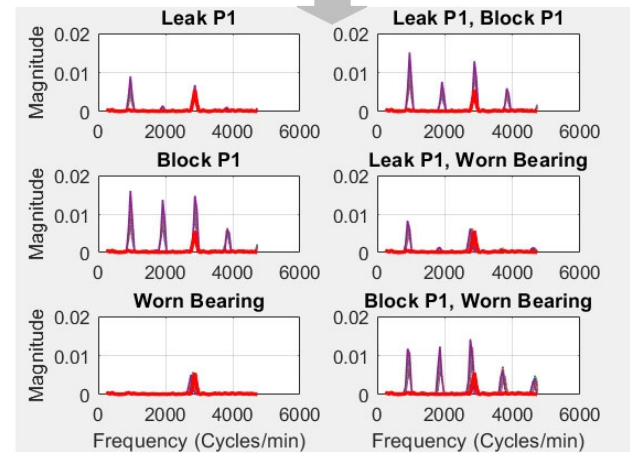 Leak P1
Leak P1, Block P1
Magnitude
0.02
0.01
0
0 2000 4000 6000
0.02
0.01
0
0 2000 4000 6000
Block P1
Leak P1, Worn Bearing
Magnitude
0.02
0.01
0
0 2000 4000 6000
0.02
0.01
0
0 2000 4000 6000
Worn Bearing
Block P1, Worn Bearing
Magnitude
0.02
0.01
0
0 2000 4000 6000
Frequency (Cycles/min)
0.02
0.01
0
0 2000 4000 6000
Frequency (Cycles/min)